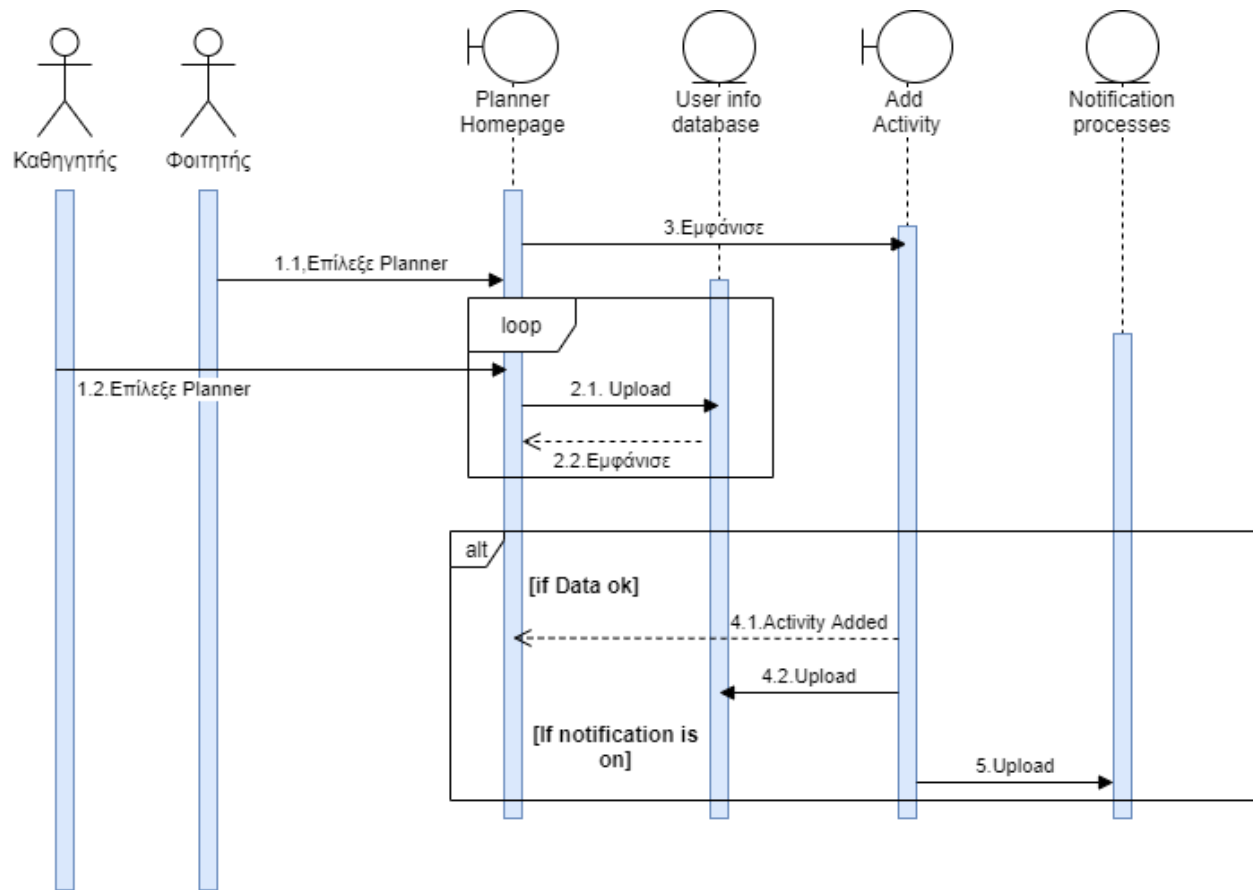 Καθηγητής
Φοιτητής
Planner
Homepage
User info
database
Add
Activity
Notification
processes
3.Εμφάνισε
1.1,Επίλεξε Planner
loop
1.2.Επίλεξε Planner
2.1. Upload
2.2.Εμφάνισε
alt
[if Data ok]
4.1.Activity Added
4.2.Upload
[If notification is
on]
5.Upload